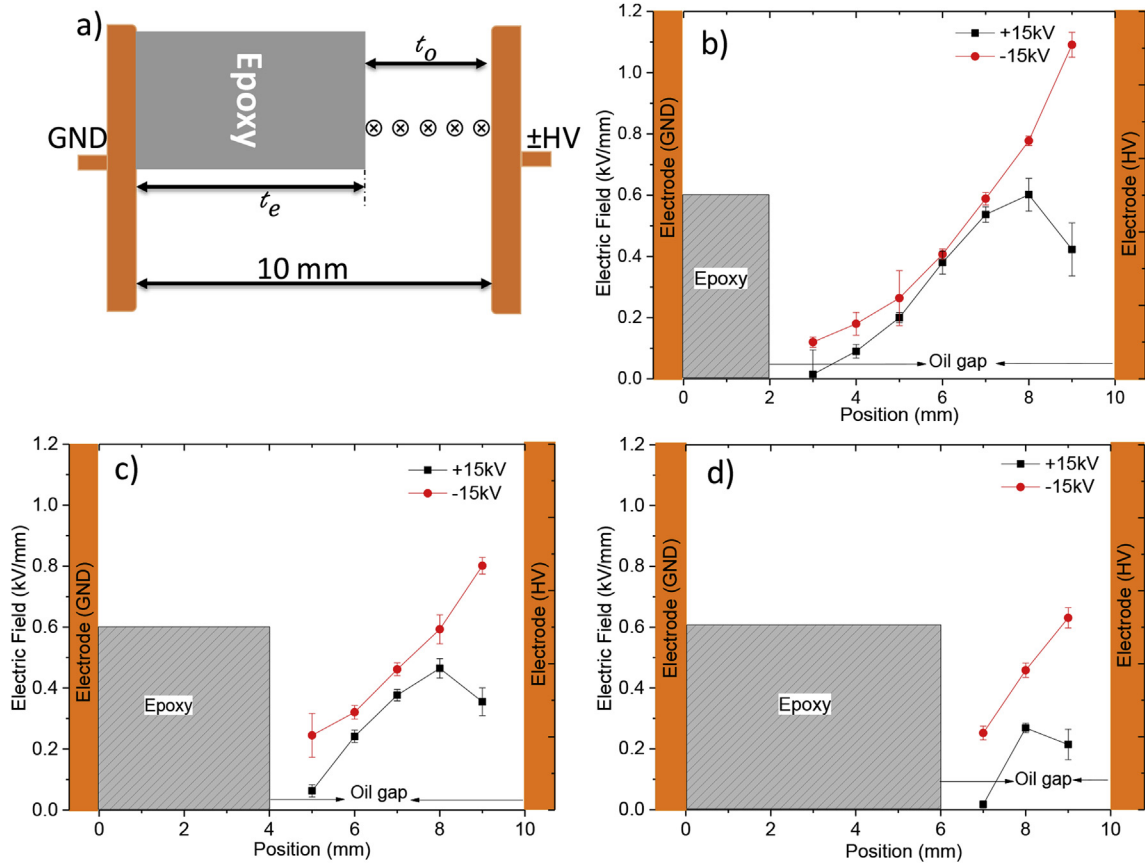 a)
Epoxy
t_o
GND
±HV
t_e
10 mm
b)
+15kV
-15kV
Electric Field (kV/mm)
1.2
1.0
0.8
0.6
0.4
0.2
0.0
Electrode (GND)
Electrode (HV)
Epoxy
Oil gap
0 2 4 6 8 10
Position (mm)
c)
+15kV
-15kV
Electric Field (kV/mm)
1.2
1.0
0.8
0.6
0.4
0.2
0.0
Electrode (GND)
Electrode (HV)
Epoxy
Oil gap
0 2 4 6 8 10
Position (mm)
d)
+15kV
-15kV
Electric Field (kV/mm)
1.2
1.0
0.8
0.6
0.4
0.2
0.0
Electrode (GND)
Electrode (HV)
Epoxy
Oil gap
0 2 4 6 8 10
Position (mm)